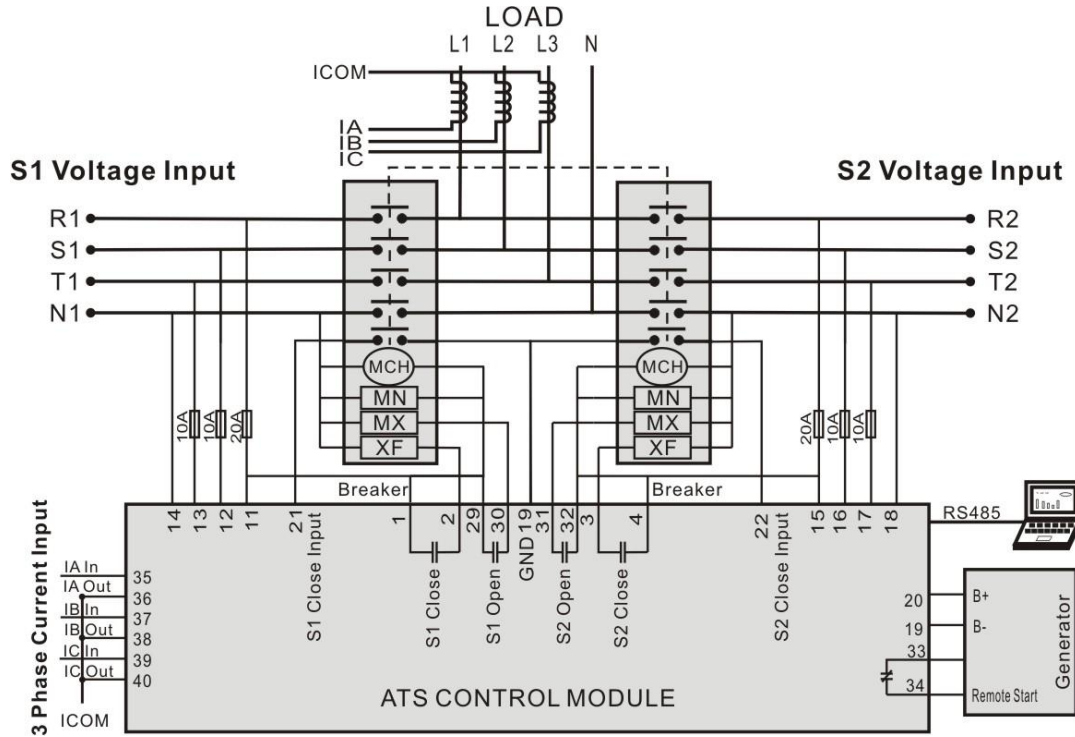 LOAD
L1 L2 L3 N
ICOM
IA
IB
IC
S1 Voltage Input
S2 Voltage Input
R1
R2
S1
S2
T1
T2
N1
N2
MCH
MCH
MN
MN
MX
MX
XF
XF
10A
10A
20A
20A
10A
10A
Breaker
Breaker
14
13
12
11
21
1
2
29
30
19
31
32
3
4
22
15
16
17
18
RS485
S1 Close Input
S1 Close
S1 Open
GND
S2 Open
S2 Close
S2 Close Input
3 Phase Current Input
IA In
35
IA Out
36
IB In
37
IB Out
38
IC In
39
IC Out
40
ICOM
20
B+
19
B-
33
34
Remote Start
Generator
ATS CONTROL MODULE